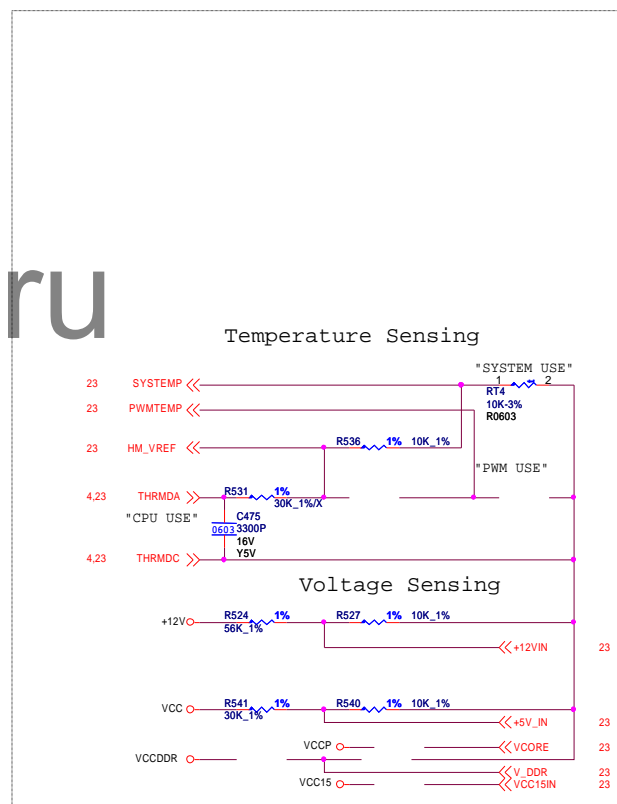 ru
Temperature Sensing
"SYSTEM USE"
23 SYSTEMP 1 2
RT4
10K-3%
R0603
23 PWMTEMP
23 HM_VREF R536 1% 10K_1%
"PWM USE"
4,23 THRMDA R531 1%
30K_1%/X
"CPU USE" C475
0603 3300P
16V
Y5V
4,23 THRMDC
Voltage Sensing
+12V R524 1% R527 1% 10K_1%
56K_1%
+12VIN 23
VCC R541 1% R540 1% 10K_1%
30K_1%
+5V_IN 23
VCCP VCORE 23
VCCDDR
V_DDR 23
VCC15 VCC15IN 23